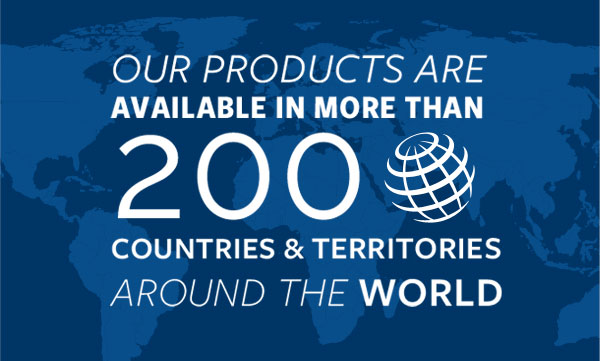 OUR PRODUCTS ARE
AVAILABLE IN MORE THAN
200
COUNTRIES & TERRITORIES
AROUND THE WORLD